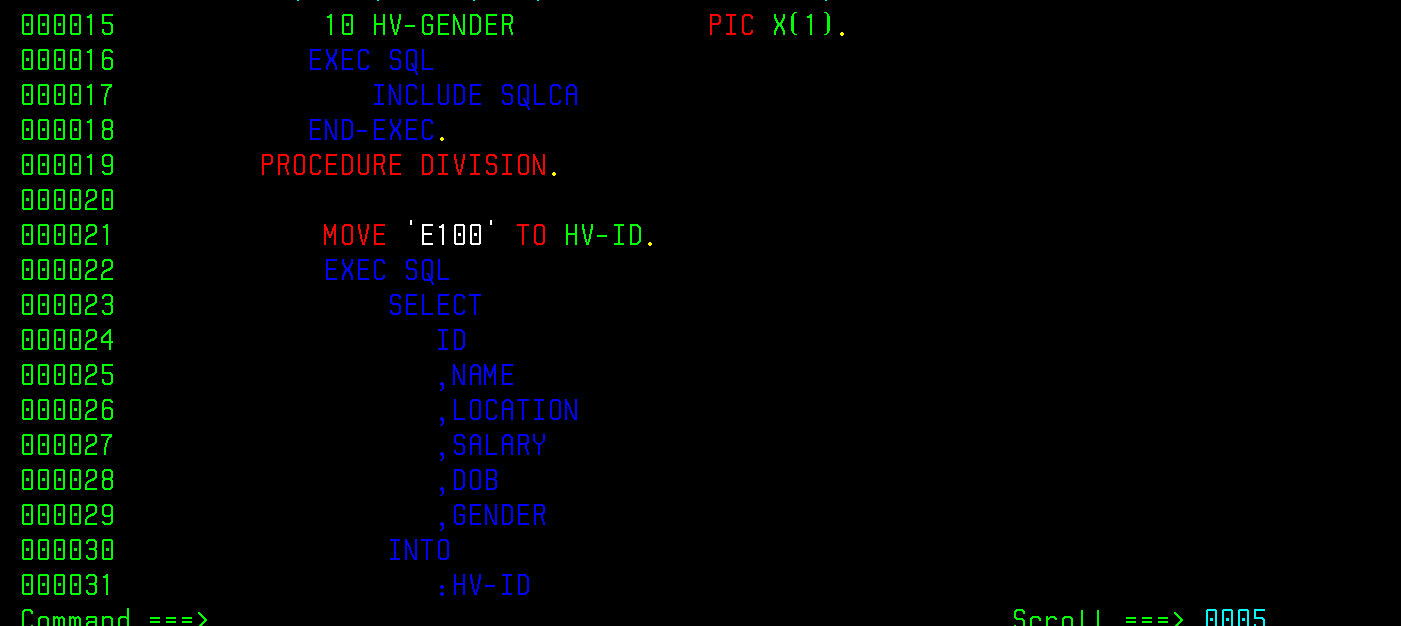 000015 10 HV-GENDER PIC X(1).
000016 EXEC SQL
000017 INCLUDE SQLCA
000018 END-EXEC.
000019 PROCEDURE DIVISION.
000020
000021 MOVE 'E100' TO HV-ID.
000022 EXEC SQL
000023 SELECT
000024 ID
000025 ,NAME
000026 ,LOCATION
000027 ,SALARY
000028 ,DOB
000029 ,GENDER
000030 INTO
000031 :HV-ID
Command ===> Scroll ===> 0005